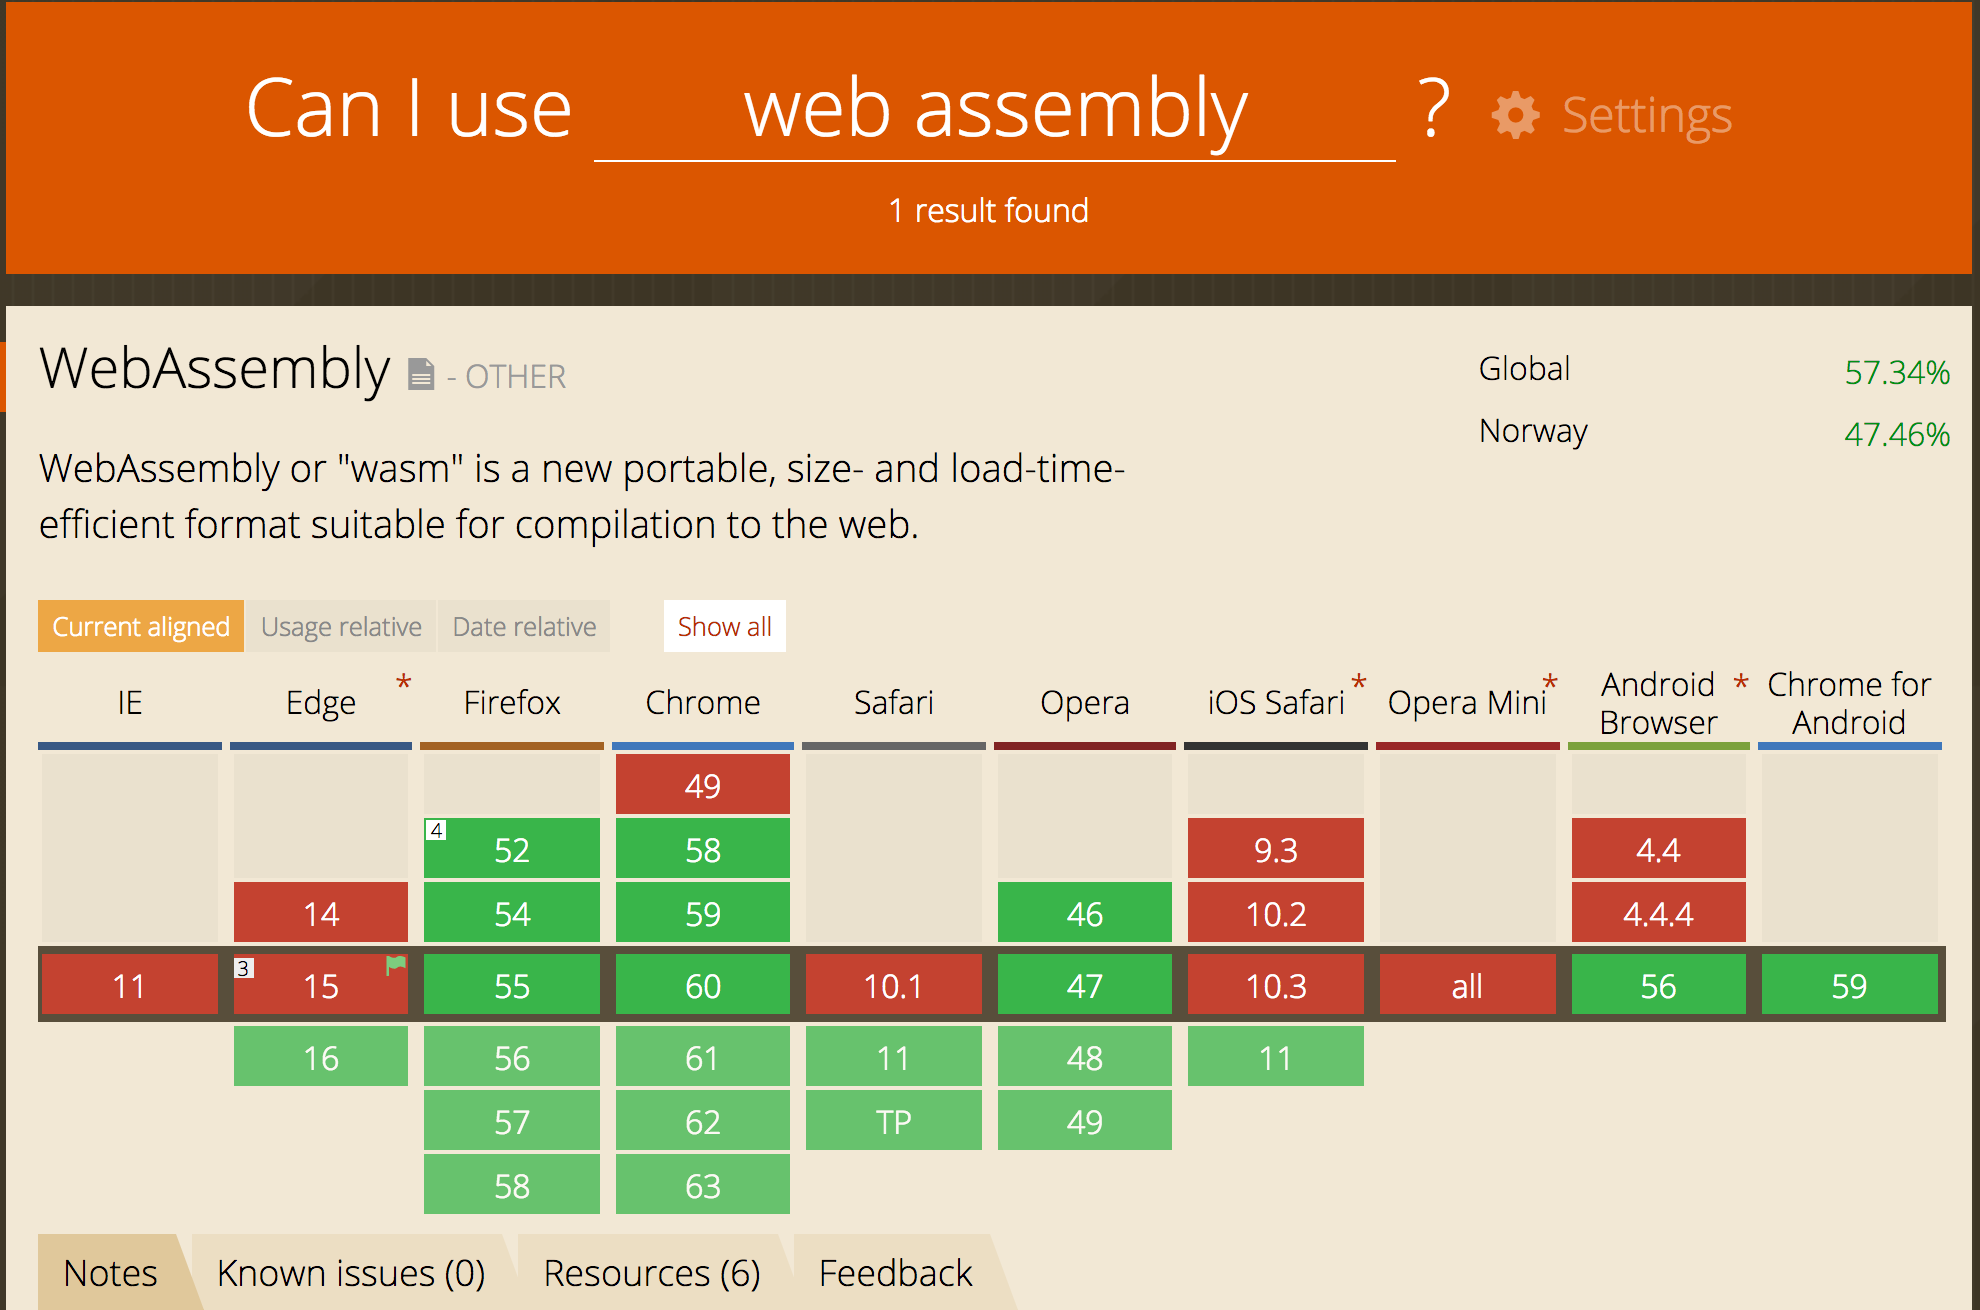 Can I use web assembly ? Settings
1 result found
WebAssembly - OTHER
Global 57.34%
Norway 47.46%
WebAssembly or "wasm" is a new portable, size- and load-time-
efficient format suitable for compilation to the web.
Current aligned Usage relative Date relative Show all
IE Edge * Firefox Chrome Safari Opera iOS Safari * Opera Mini * Android Browser * Chrome for Android
49
4 52 58 9.3 4.4
14 54 59 46 10.2 4.4.4
11 3 15 55 60 10.1 47 10.3 all 56 59
16 56 61 11 48 11
57 62 TP 49
58 63
Notes Known issues (0) Resources (6) Feedback